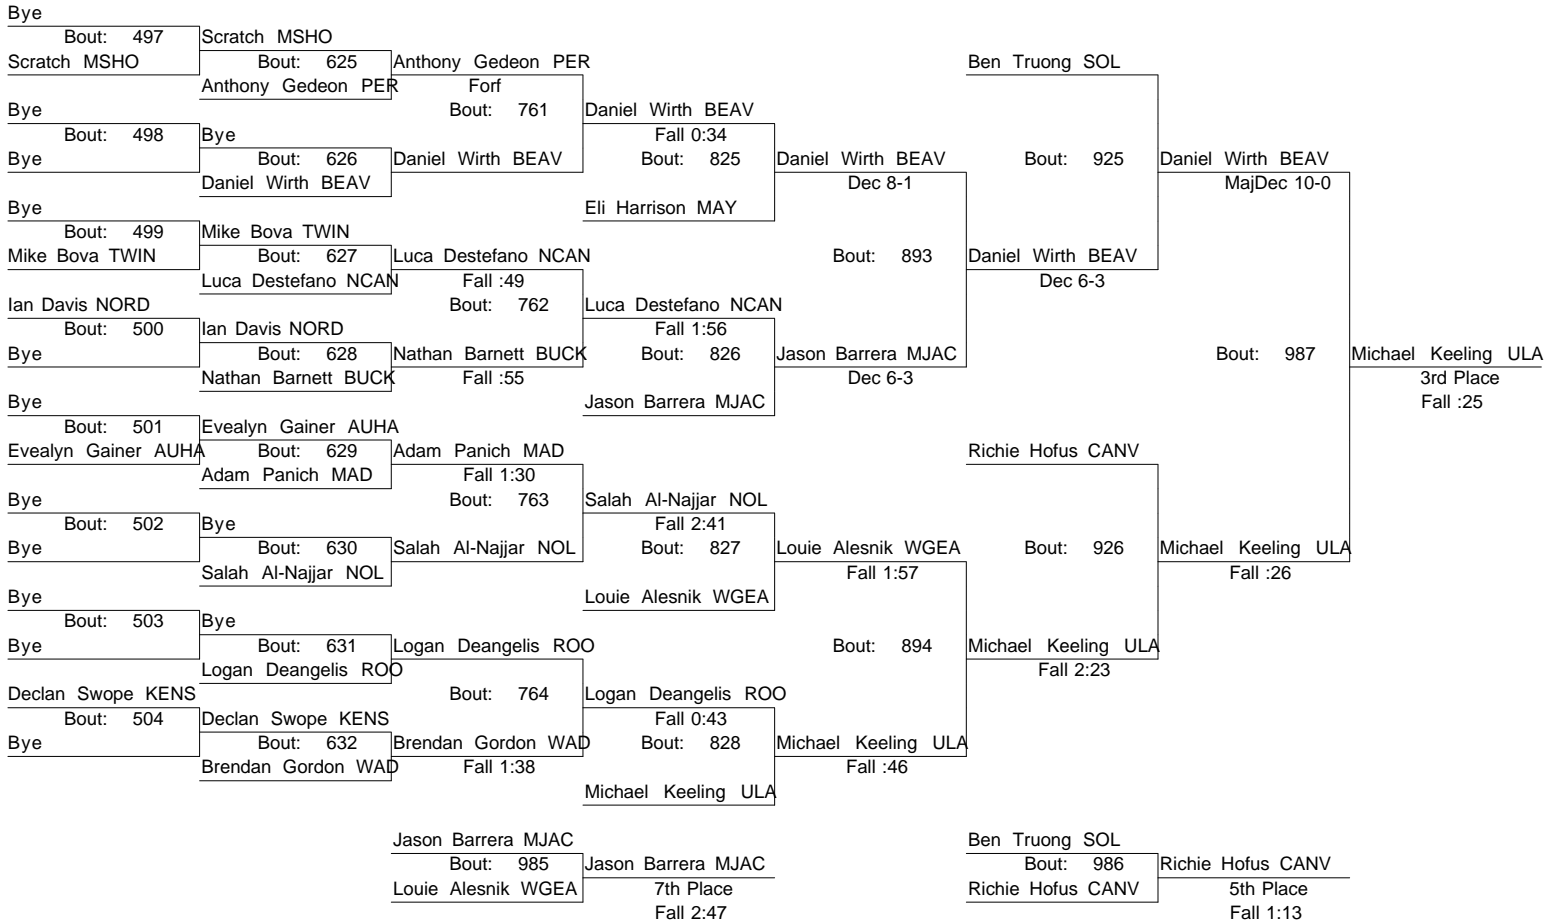 Bye
Bout: 497 Scratch MSHO
Scratch MSHO Bout: 625 Anthony Gedeon PER Ben Truong SOL
Anthony Gedeon PER Forf
Bye Bout: 761 Daniel Wirth BEAV
Bout: 498 Bye Fall 0:34
Bye Bout: 626 Daniel Wirth BEAV Bout: 825 Daniel Wirth BEAV Bout: 925 Daniel Wirth BEAV
Daniel Wirth BEAV Dec 8-1 MajDec 10-0
Bye Eli Harrison MAY
Bout: 499 Mike Bova TWIN
Mike Bova TWIN Bout: 627 Luca Destefano NCAN Bout: 893 Daniel Wirth BEAV
Luca Destefano NCAN Fall :49 Dec 6-3
Ian Davis NORD Bout: 762 Luca Destefano NCAN
Bout: 500 Ian Davis NORD Fall 1:56
Bye Bout: 628 Nathan Barnett BUCK Bout: 826 Jason Barrera MJAC Bout: 987 Michael Keeling ULA
Nathan Barnett BUCK Fall :55 Dec 6-3 3rd Place
Bye Jason Barrera MJAC Fall :25
Bout: 501 Evealyn Gainer AUHA
Evealyn Gainer AUHA Bout: 629 Adam Panich MAD Richie Hofus CANV
Adam Panich MAD Fall 1:30
Bye Bout: 763 Salah Al-Najjar NOL
Bout: 502 Bye Fall 2:41
Bye Bout: 630 Salah Al-Najjar NOL Bout: 827 Louie Alesnik WGEA Bout: 926 Michael Keeling ULA
Salah Al-Najjar NOL Fall 1:57 Fall :26
Bye Louie Alesnik WGEA
Bout: 503 Bye
Bye Bout: 631 Logan Deangelis ROO Bout: 894 Michael Keeling ULA
Logan Deangelis ROO Fall 2:23
Declan Swope KENS Bout: 764 Logan Deangelis ROO
Bout: 504 Declan Swope KENS Fall 0:43
Bye Bout: 632 Brendan Gordon WAD Bout: 828 Michael Keeling ULA
Brendan Gordon WAD Fall 1:38 Fall :46
Michael Keeling ULA
Jason Barrera MJAC Ben Truong SOL
Bout: 985 Jason Barrera MJAC Bout: 986 Richie Hofus CANV
Louie Alesnik WGEA 7th Place Richie Hofus CANV 5th Place
Fall 2:47 Fall 1:13